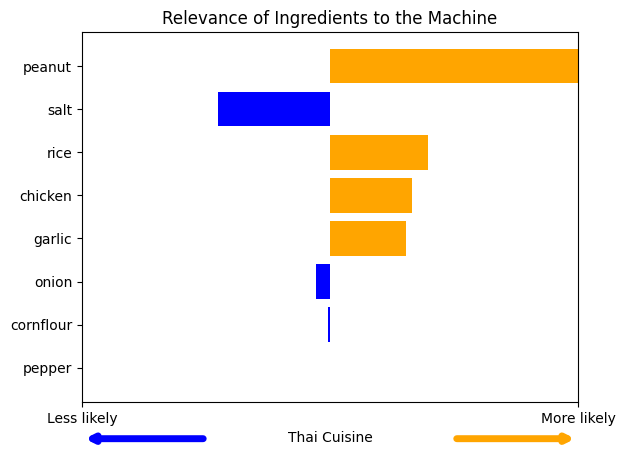 Relevance of Ingredients to the Machine
peanut
salt
rice
chicken
garlic
onion
cornflour
pepper
Less likely More likely
Thai Cuisine